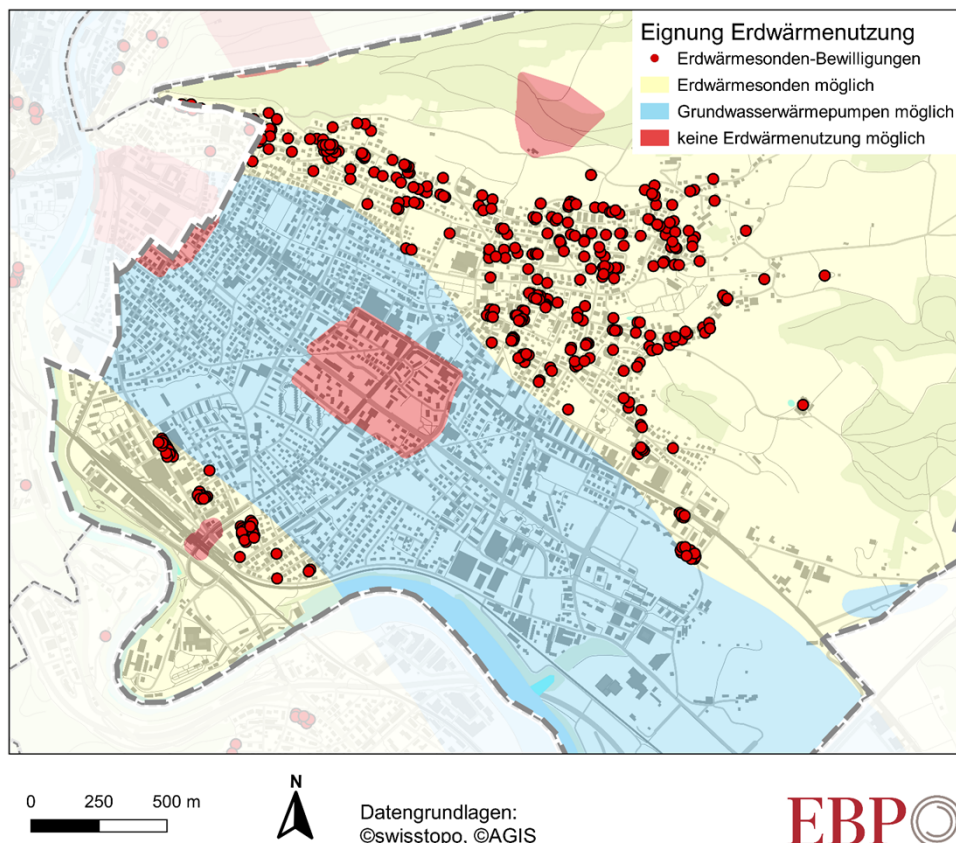 Eignung Erdwärmenutzung
Erdwärmesonden-Bewilligungen
Erdwärmesonden möglich
Grundwasserwärmepumpen möglich
keine Erdwärmenutzung möglich
0 250 500 m
N
Datengrundlagen:
©swisstopo, ©AGIS
EBP